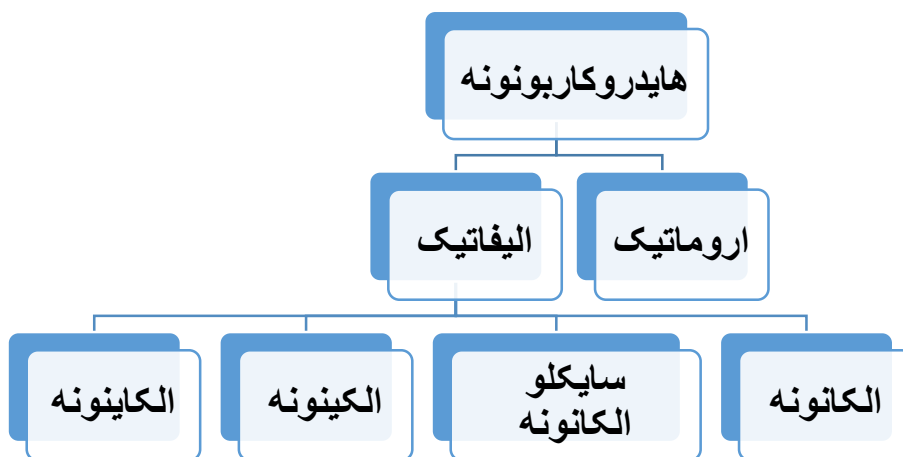 هایدروکاربونونه
اروماتیک
الیفاتیک
الکانونه
سایکلو
الکانونه
الکینونه
الکاینونه